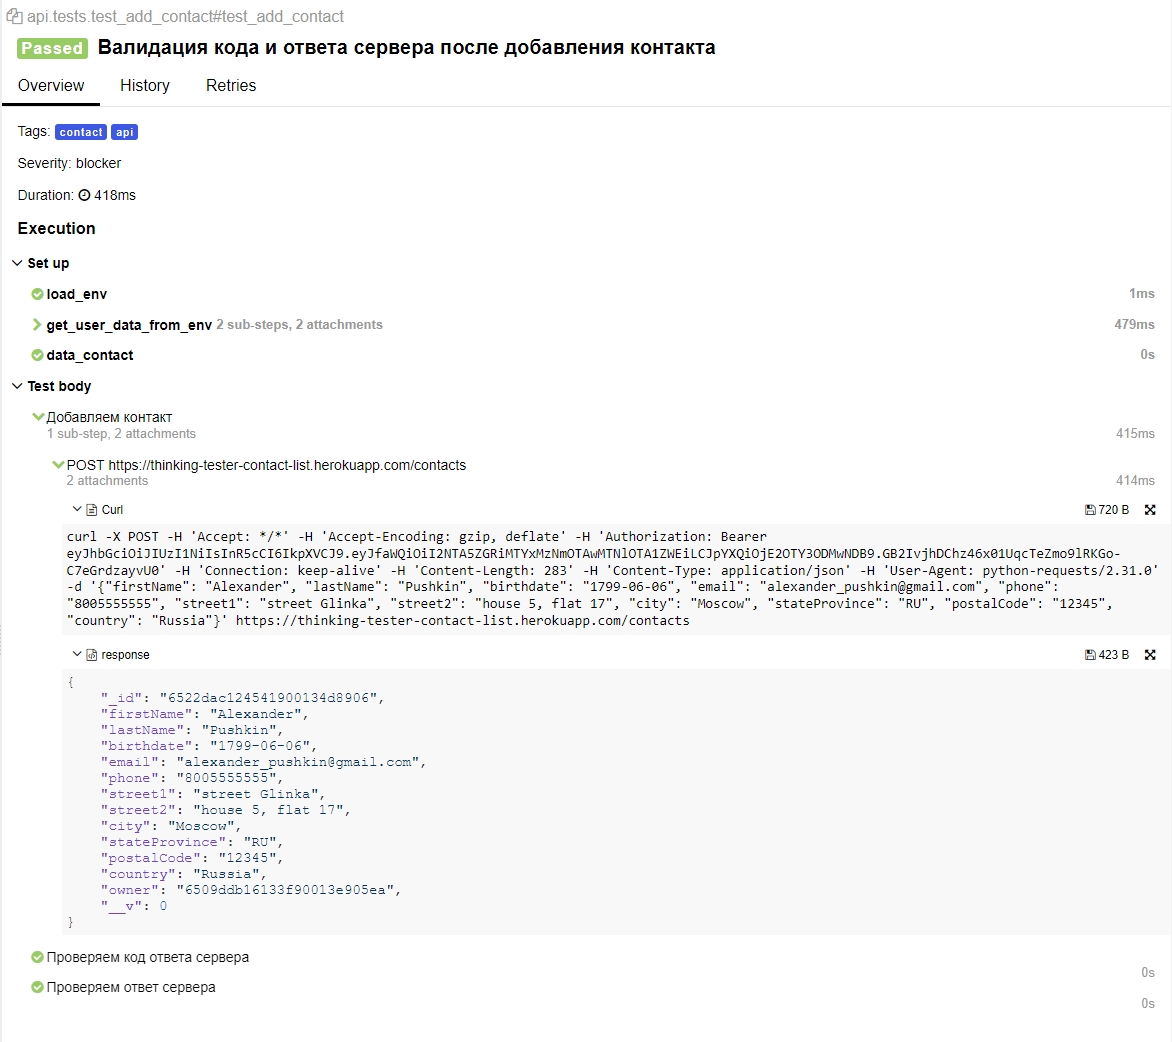 api.tests.test_add_contact#test_add_contact
Passed Валидация кода и ответа сервера после добавления контакта
Overview History Retries
Tags: contact api
Severity: blocker
Duration: 418ms
Execution
Set up
load_env 1ms
get_user_data_from_env 2 sub-steps, 2 attachments 479ms
data_contact 0s
Test body
Добавляем контакт
1 sub-step, 2 attachments 415ms
POST https://thinking-tester-contact-list.herokuapp.com/contacts
2 attachments 414ms
Curl 720 B
curl -X POST -H 'Accept: */*' -H 'Accept-Encoding: gzip, deflate' -H 'Authorization: Bearer
eyJhbGciOiJIUzI1NiIsInR5cCI6IkpXVCJ9.eyJfaWQiOiI2NTA5ZGRiMTYxMzNmOTAwMTNlOTA1ZWEiLCJpYXQiOjE2OTY3ODMwNDB9.GB2IvjhDChz46x01UqcTeZmo9lRKGo-
C7eGrdzayvU0' -H 'Connection: keep-alive' -H 'Content-Length: 283' -H 'Content-Type: application/json' -H 'User-Agent: python-requests/2.31.0'
-d '{"firstName": "Alexander", "lastName": "Pushkin", "birthdate": "1799-06-06", "email": "alexander_pushkin@gmail.com", "phone":
"8005555555", "street1": "street Glinka", "street2": "house 5, flat 17", "city": "Moscow", "stateProvince": "RU", "postalCode": "12345",
"country": "Russia"}' https://thinking-tester-contact-list.herokuapp.com/contacts
response 423 B
{
"_id": "6522dac124541900134d8906",
"firstName": "Alexander",
"lastName": "Pushkin",
"birthdate": "1799-06-06",
"email": "alexander_pushkin@gmail.com",
"phone": "8005555555",
"street1": "street Glinka",
"street2": "house 5, flat 17",
"city": "Moscow",
"stateProvince": "RU",
"postalCode": "12345",
"country": "Russia",
"owner": "6509ddb16133f90013e905ea",
"__v": 0
}
Проверяем код ответа сервера
0s
Проверяем ответ сервера
0s